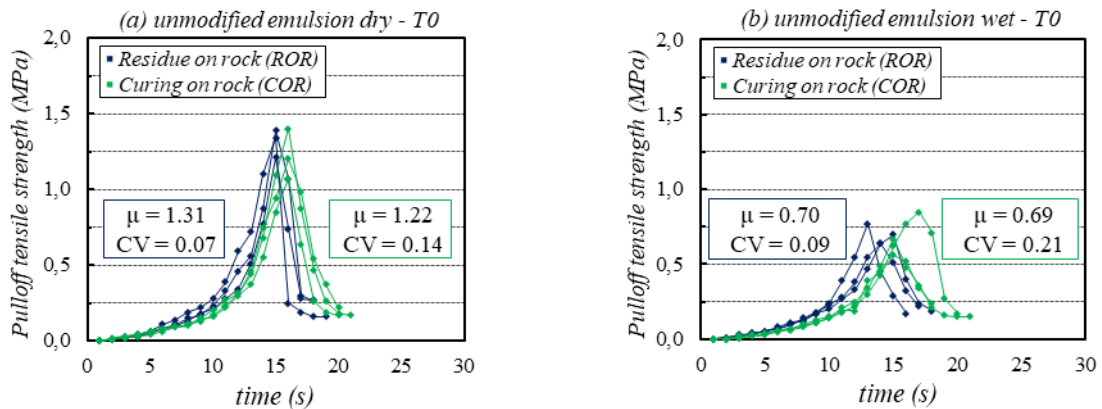 (a) unmodified emulsion dry - T0
Pulloff tensile strength (MPa)
2,0
1,5
1,0
0,5
0,0
Residue on rock (ROR)
Curing on rock (COR)
μ = 1.31
CV = 0.07
μ = 1.22
CV = 0.14
0 5 10 15 20 25 30
time (s)
(b) unmodified emulsion wet - T0
Pulloff tensile strength (MPa)
2,0
1,5
1,0
0,5
0,0
Residue on rock (ROR)
Curing on rock (COR)
μ = 0.70
CV = 0.09
μ = 0.69
CV = 0.21
0 5 10 15 20 25 30
time (s)